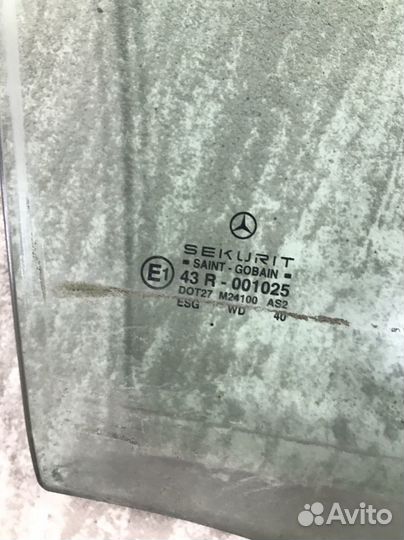 SEKURIT
SAINT - GOBAIN
E1 43 R - 001025
DOT27 M24100 AS2
ESG WD 40
Avito